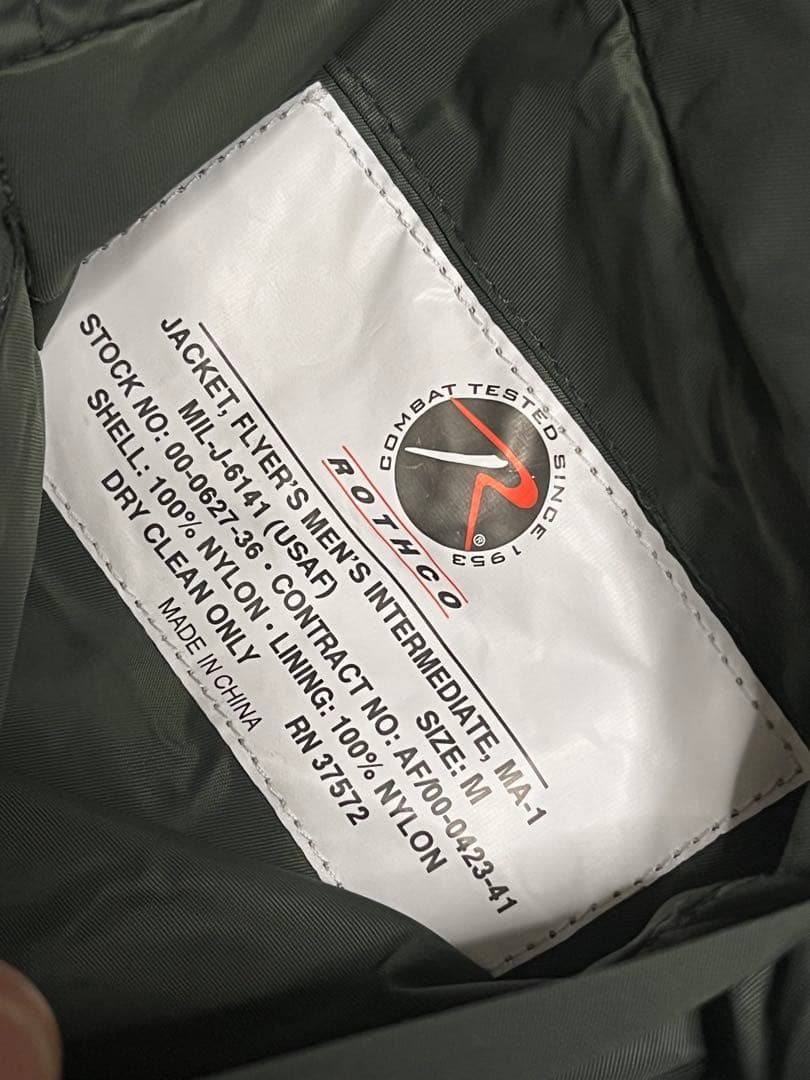 COMBAT TESTED SINCE 1953
®
ROTHCO
JACKET, FLYER'S MEN'S INTERMEDIATE, MA-1
MIL-J-6141 (USAF) SIZE: M
STOCK NO: 00-0627-36 • CONTRACT NO: AF/00-0423-41
SHELL: 100% NYLON • LINING: 100% NYLON
DRY CLEAN ONLY RN 37572
MADE IN CHINA